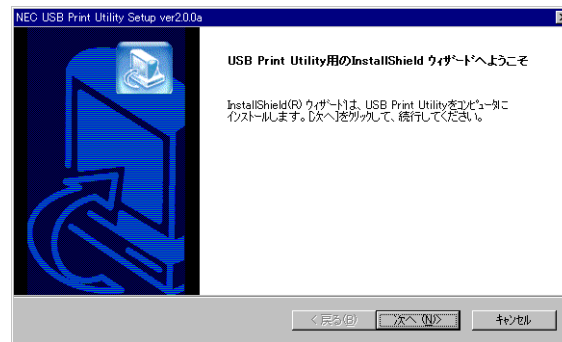 NEC USB Print Utility Setup ver2.0.0a
USB Print Utility用のInstallShield ｳｨｻﾞｰﾄﾞへようこそ
InstallShield(R) ｳｨｻﾞｰﾄﾞは、USB Print Utilityをｺﾝﾋﾟｭｰﾀに
ｲﾝｽﾄｰﾙします。[次へ]をｸﾘｯｸして、続行してください。
< 戻る(B)
次へ (N)>
ｷｬﾝｾﾙ